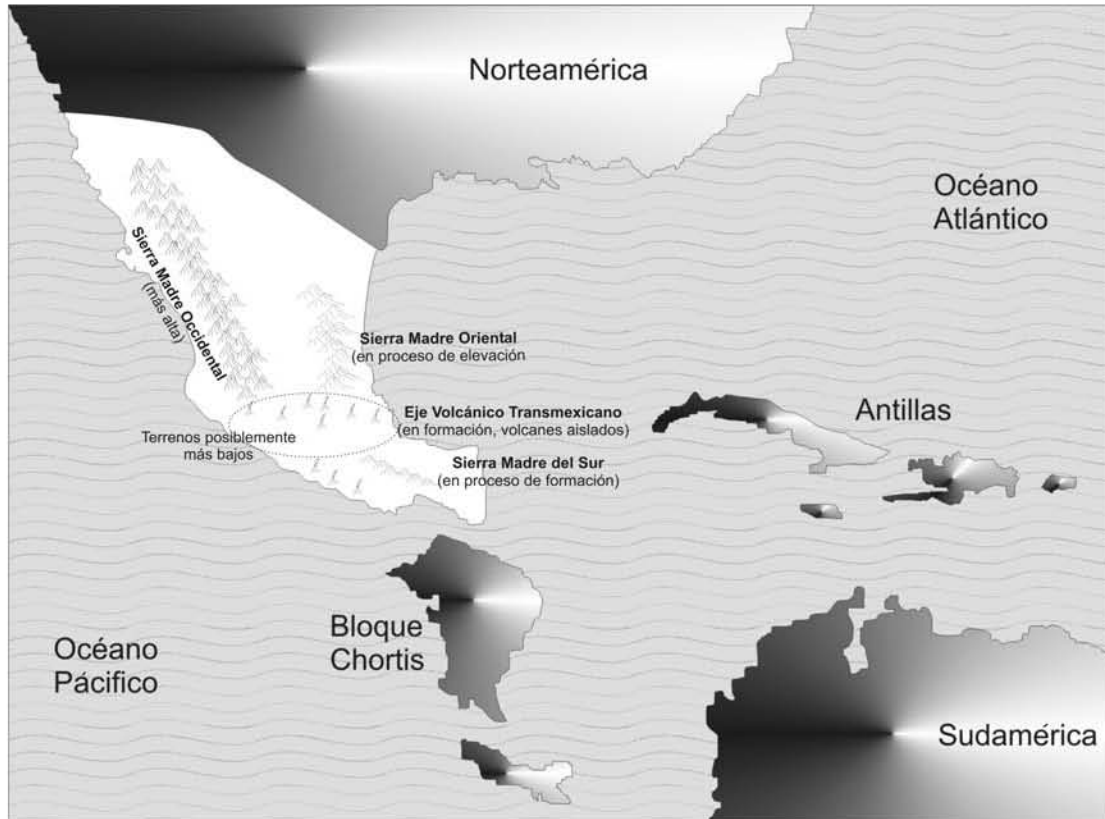 Norteamérica
Océano
Atlántico
Sierra Madre Occidental
(más alta)
Sierra Madre Oriental
(en proceso de elevación
Eje Volcánico Transmexicano
(en formación, volcanes aislados)
Antillas
Terrenos posiblemente
más bajos
Sierra Madre del Sur
(en proceso de formación)
Bloque
Chortis
Océano
Pácifico
Sudamérica